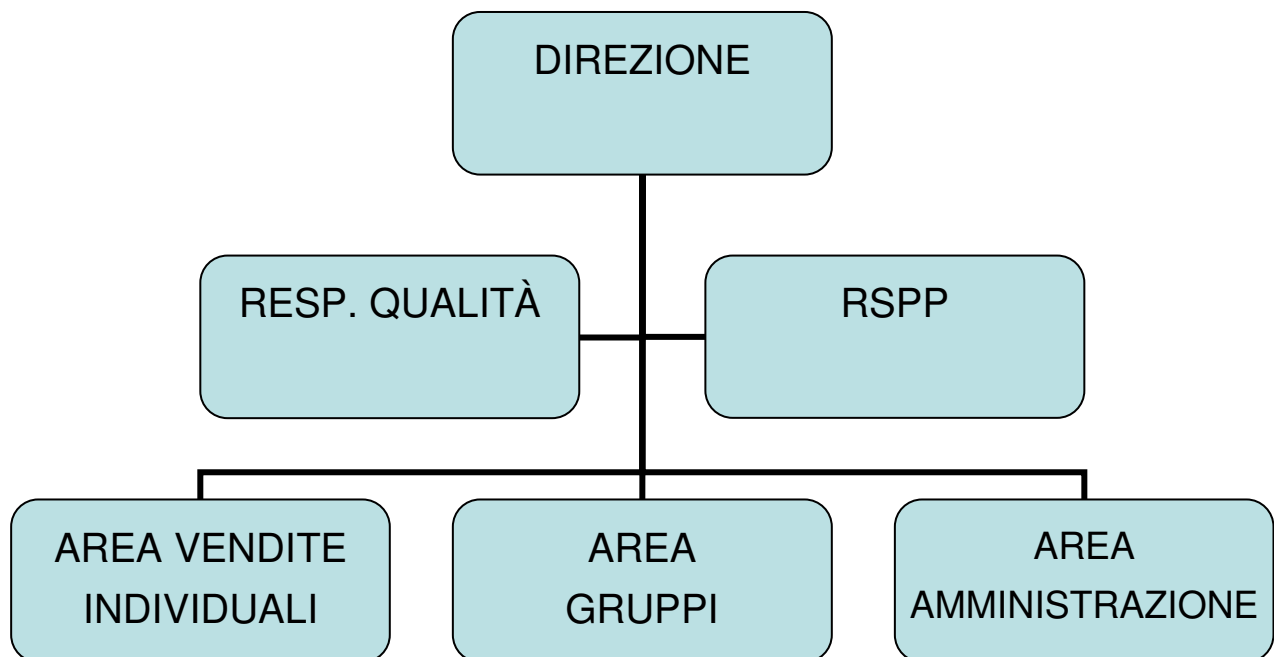 DIREZIONE
RESP. QUALITÀ
RSPP
AREA VENDITE
INDIVIDUALI
AREA
GRUPPI
AREA
AMMINISTRAZIONE